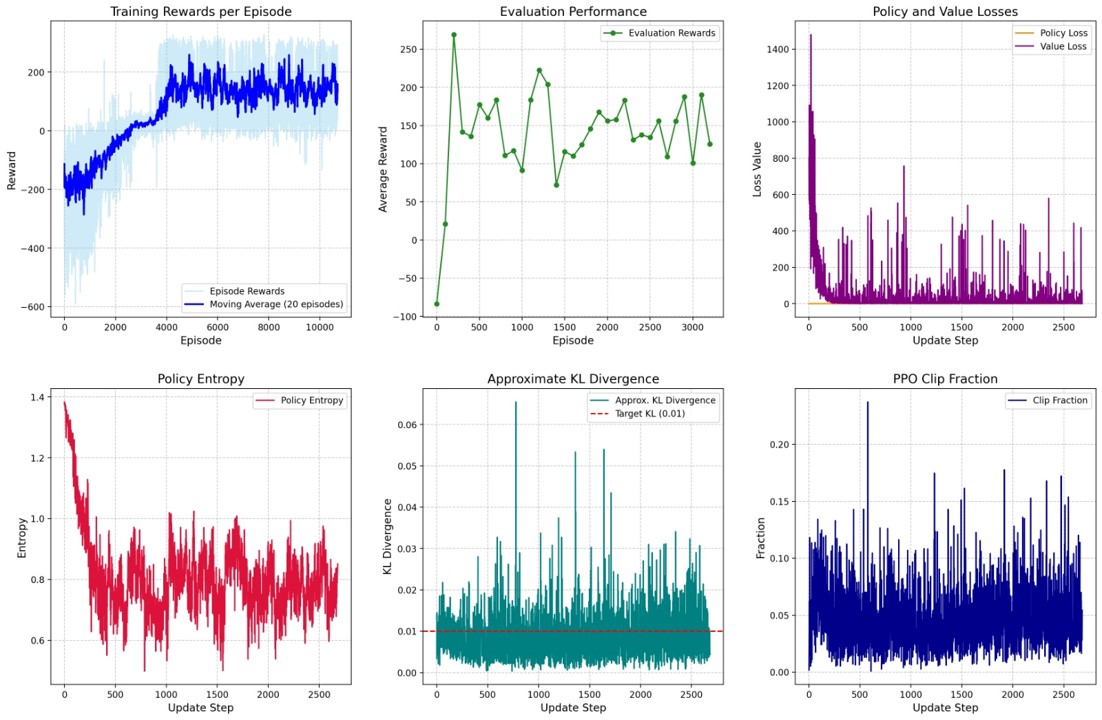 Training Rewards per Episode
Reward
200
0
−200
−400
−600
Episode Rewards
Moving Average (20 episodes)
0 2000 4000 6000 8000 10000
Episode
Evaluation Performance
Average Reward
250
200
150
100
50
0
−50
−100
Evaluation Rewards
0 500 1000 1500 2000 2500 3000
Episode
Policy and Value Losses
Loss Value
1400
1200
1000
800
600
400
200
0
Policy Loss
Value Loss
0 500 1000 1500 2000 2500
Update Step
Policy Entropy
Entropy
1.4
1.2
1.0
0.8
0.6
Policy Entropy
0 500 1000 1500 2000 2500
Update Step
Approximate KL Divergence
KL Divergence
0.06
0.05
0.04
0.03
0.02
0.01
0.00
Approx. KL Divergence
Target KL (0.01)
0 500 1000 1500 2000 2500
Update Step
PPO Clip Fraction
Fraction
0.20
0.15
0.10
0.05
0.00
Clip Fraction
0 500 1000 1500 2000 2500
Update Step